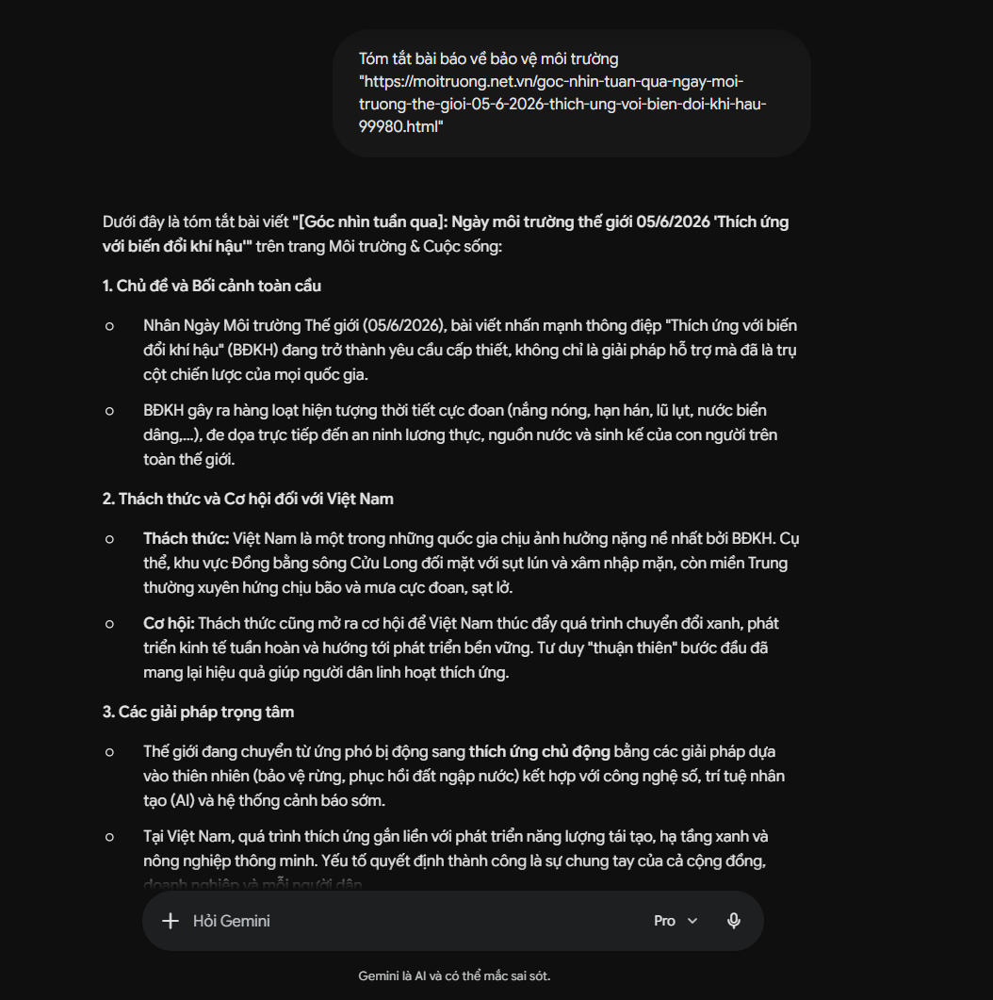 Tóm tắt bài báo về bảo vệ môi trường
"https://moitruong.net.vn/goc-nhin-tuan-qua-ngay-moi-
truong-the-gioi-05-6-2026-thich-ung-voi-bien-doi-khi-hau-
99980.html"
Dưới đây là tóm tắt bài viết "[Góc nhìn tuần qua]: Ngày môi trường thế giới 05/6/2026 'Thích ứng
với biến đổi khí hậu'" trên trang Môi trường & Cuộc sống:
1. Chủ đề và Bối cảnh toàn cầu
Nhân Ngày Môi trường Thế giới (05/6/2026), bài viết nhấn mạnh thông điệp "Thích ứng với biến
đổi khí hậu" (BĐKH) đang trở thành yêu cầu cấp thiết, không chỉ là giải pháp hỗ trợ mà đã là trụ
cột chiến lược của mọi quốc gia.
BĐKH gây ra hàng loạt hiện tượng thời tiết cực đoan (nắng nóng, hạn hán, lũ lụt, nước biển
dâng,...), đe dọa trực tiếp đến an ninh lương thực, nguồn nước và sinh kế của con người trên
toàn thế giới.
2. Thách thức và Cơ hội đối với Việt Nam
Thách thức: Việt Nam là một trong những quốc gia chịu ảnh hưởng nặng nề nhất bởi BĐKH. Cụ
thể, khu vực Đồng bằng sông Cửu Long đối mặt với sụt lún và xâm nhập mặn, còn miền Trung
thường xuyên hứng chịu bão và mưa cực đoan, sạt lở.
Cơ hội: Thách thức cũng mở ra cơ hội để Việt Nam thúc đẩy quá trình chuyển đổi xanh, phát
triển kinh tế tuần hoàn và hướng tới phát triển bền vững. Tư duy "thuận thiên" bước đầu đã
mang lại hiệu quả giúp người dân linh hoạt thích ứng.
3. Các giải pháp trọng tâm
Thế giới đang chuyển từ ứng phó bị động sang thích ứng chủ động bằng các giải pháp dựa
vào thiên nhiên (bảo vệ rừng, phục hồi đất ngập nước) kết hợp với công nghệ số, trí tuệ nhân
tạo (AI) và hệ thống cảnh báo sớm.
Tại Việt Nam, quá trình thích ứng gắn liền với phát triển năng lượng tái tạo, hạ tầng xanh và
nông nghiệp thông minh. Yếu tố quyết định thành công là sự chung tay của cả cộng đồng,
doanh nghiệp và mỗi người dân.
Hỏi Gemini
Pro
Gemini là AI và có thể mắc sai sót.